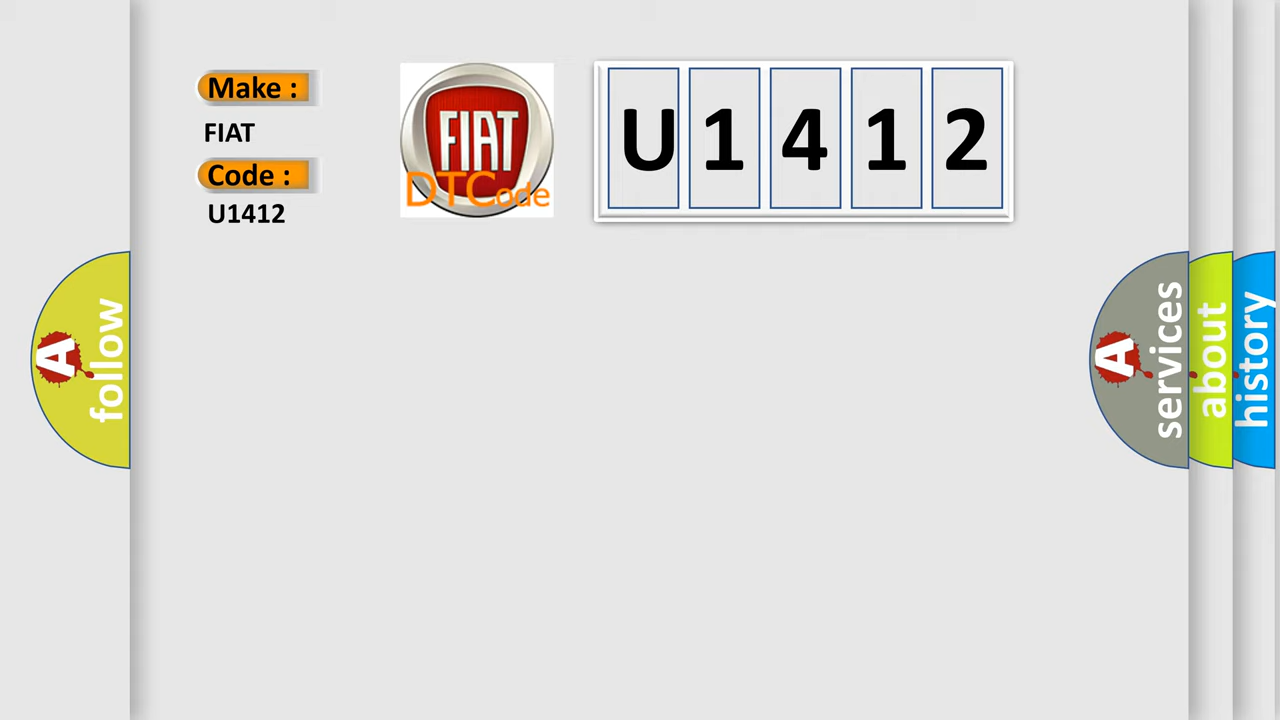 Make :
FIAT
Code :
U1412
FIAT
DTCode
U1412
A
follow
A
services
about
history